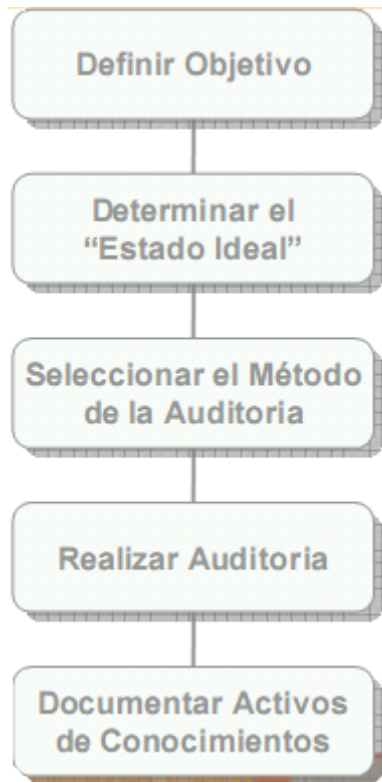 Definir Objetivo
Determinar el
“Estado Ideal”
Seleccionar el Método
de la Auditoria
Realizar Auditoria
Documentar Activos
de Conocimientos